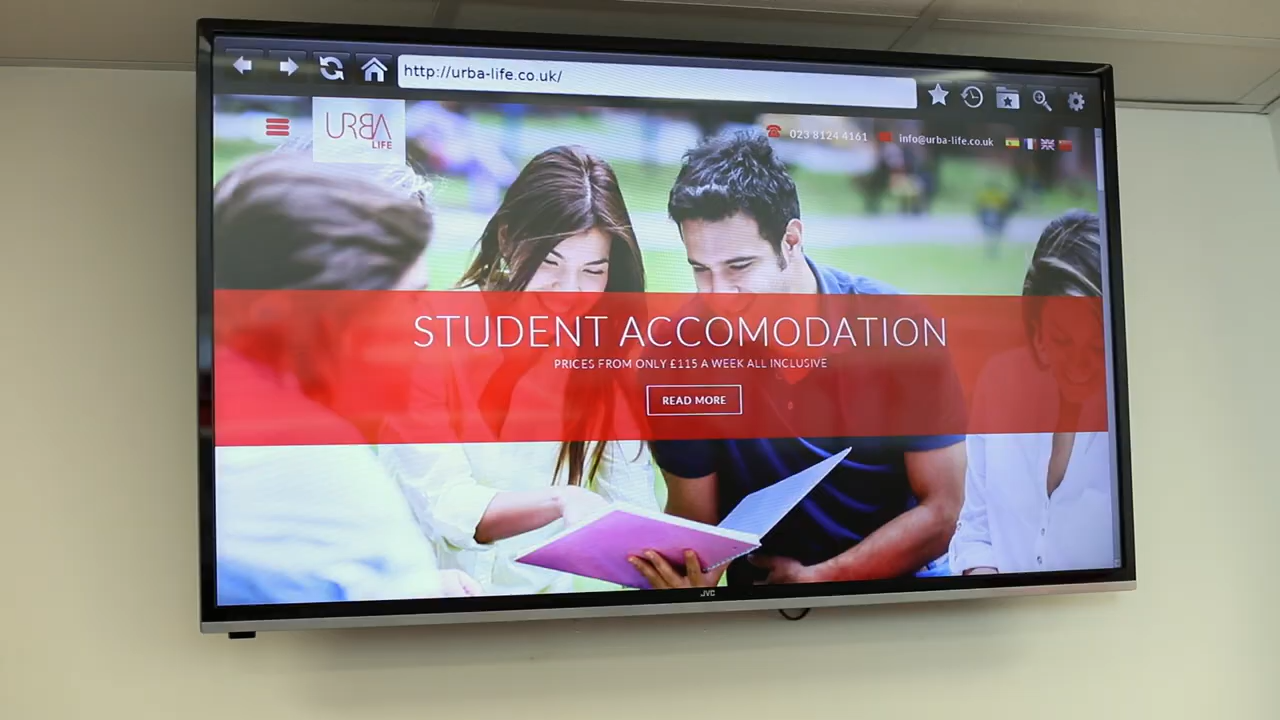 http://urba-life.co.uk/
URBA
LIFE
023 8124 4161
info@urba-life.co.uk
STUDENT ACCOMODATION
PRICES FROM ONLY £115 A WEEK ALL INCLUSIVE
READ MORE
JVC